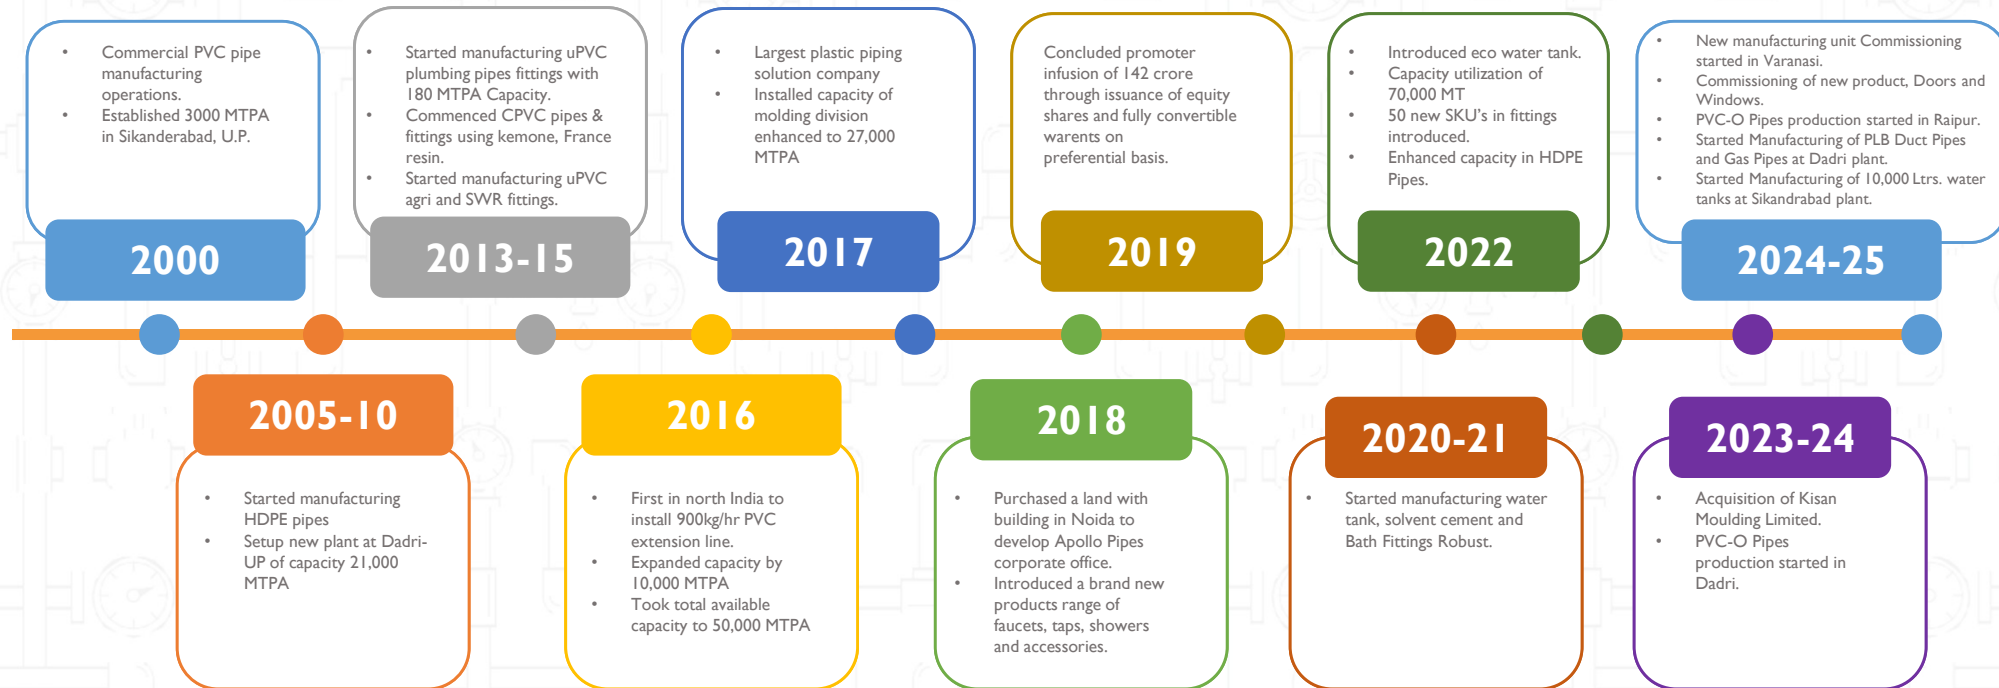 • Commercial PVC pipe
manufacturing
operations.
• Established 3000 MTPA
in Sikanderabad, U.P.
2000
• Started manufacturing uPVC
plumbing pipes fittings with
180 MTPA Capacity.
• Commenced CPVC pipes &
fittings using kemone, France
resin.
• Started manufacturing uPVC
agri and SWR fittings.
2013-15
• Largest plastic piping
solution company
• Installed capacity of
molding division
enhanced to 27,000
MTPA
2017
Concluded promoter
infusion of 142 crore
through issuance of equity
shares and fully convertible
warents on
preferential basis.
2019
• Introduced eco water tank.
• Capacity utilization of
70,000 MT
• 50 new SKU's in fittings
introduced.
• Enhanced capacity in HDPE
Pipes.
2022
• New manufacturing unit Commissioning
started in Varanasi.
• Commissioning of new product, Doors and
Windows.
• PVC-O Pipes production started in Raipur.
• Started Manufacturing of PLB Duct Pipes
and Gas Pipes at Dadri plant.
• Started Manufacturing of 10,000 Ltrs. water
tanks at Sikandrabad plant.
2024-25
2005-10
• Started manufacturing
HDPE pipes
• Setup new plant at Dadri-
UP of capacity 21,000
MTPA
2016
• First in north India to
install 900kg/hr PVC
extension line.
• Expanded capacity by
10,000 MTPA
• Took total available
capacity to 50,000 MTPA
2018
• Purchased a land with
building in Noida to
develop Apollo Pipes
corporate office.
• Introduced a brand new
products range of
faucets, taps, showers
and accessories.
2020-21
• Started manufacturing water
tank, solvent cement and
Bath Fittings Robust.
2023-24
• Acquisition of Kisan
Moulding Limited.
• PVC-O Pipes
production started in
Dadri.